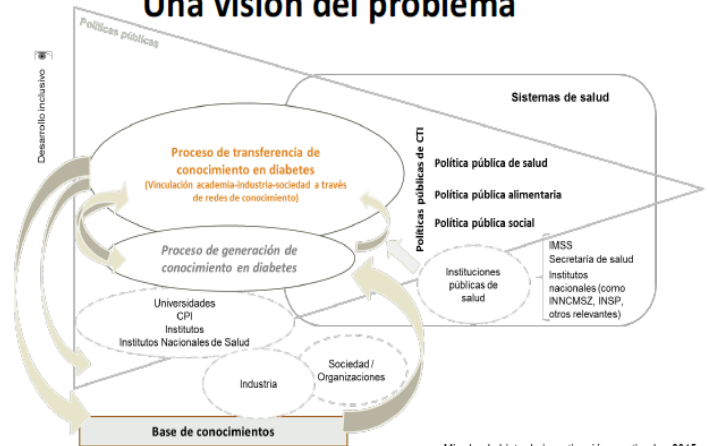 Una visión del problema
Políticas públicas
Desarrollo inclusivo
Sistemas de salud
Proceso de transferencia de
conocimiento en diabetes
(Vinculación academia-industria-sociedad a través
de redes de conocimiento)
Políticas públicas de CTI
Política pública de salud
Política pública alimentaria
Política pública social
Proceso de generación de
conocimiento en diabetes
Instituciones
públicas de
salud
IMSS
Secretaría de salud
Institutos
nacionales (como
INNCMSZ, INSP,
otros relevantes)
Universidades
CPI
Institutos
Institutos Nacionales de Salud
Sociedad /
Organizaciones
Industria
Base de conocimientos